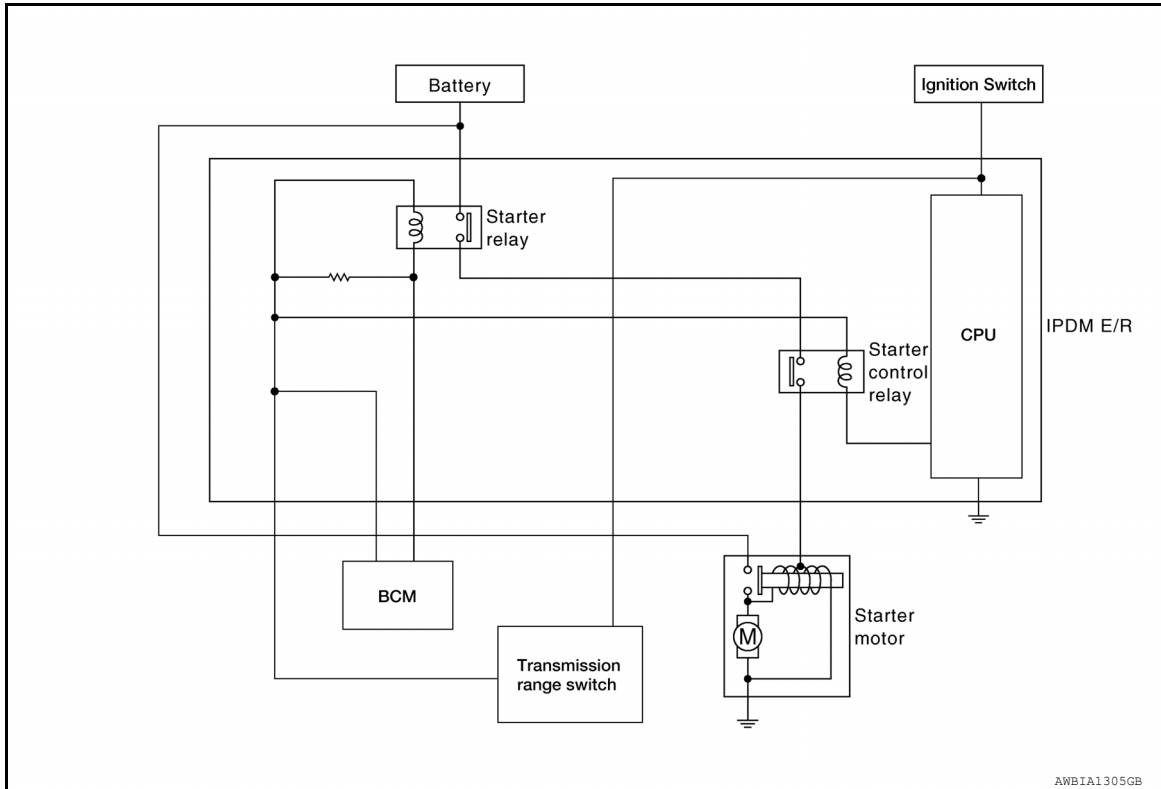 Battery
Ignition Switch
Starter
relay
Starter
control
relay
CPU
IPDM E/R
BCM
Transmission
range switch
M
Starter
motor
AWBIA1305GB